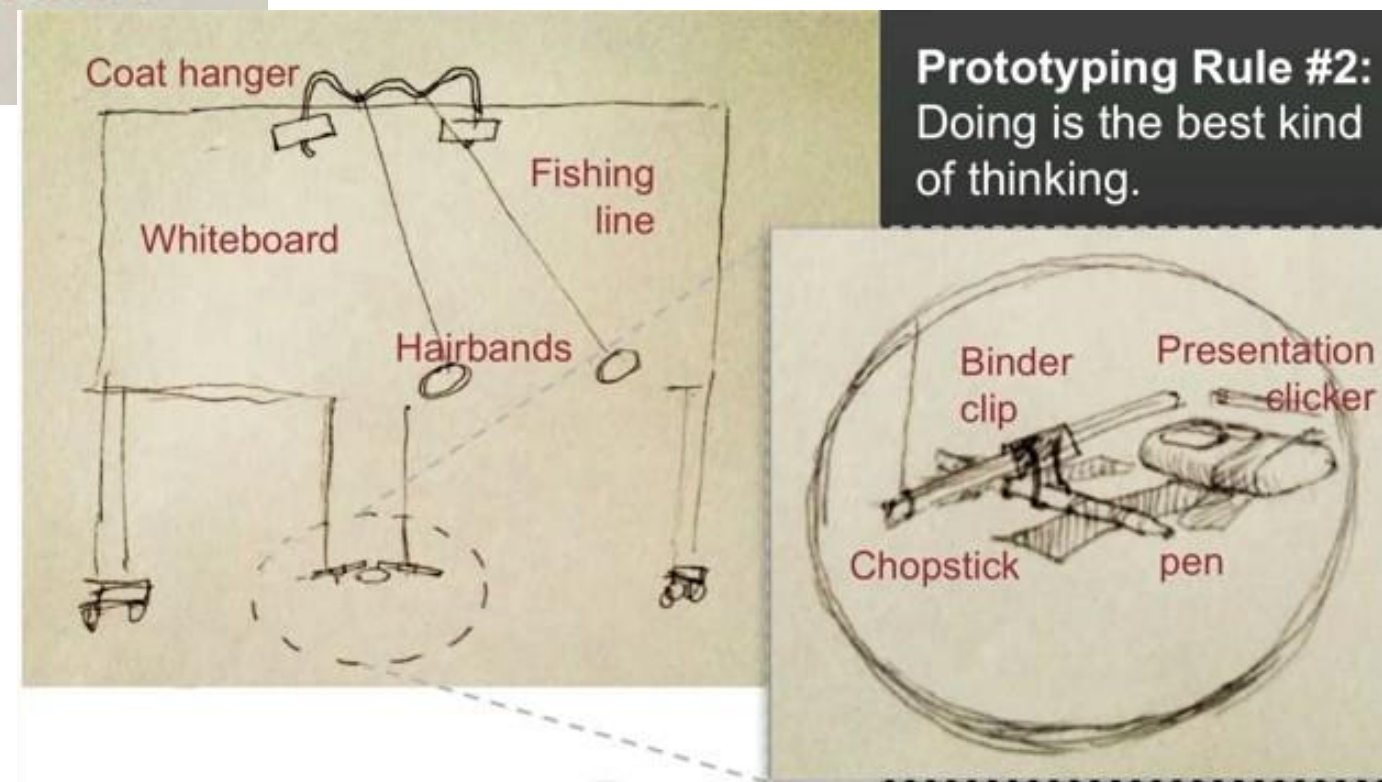 Coat hanger
Prototyping Rule #2:
Doing is the best kind
of thinking.
Fishing
line
Whiteboard
Hairbands
Binder
clip
Presentation
clicker
Chopstick
pen